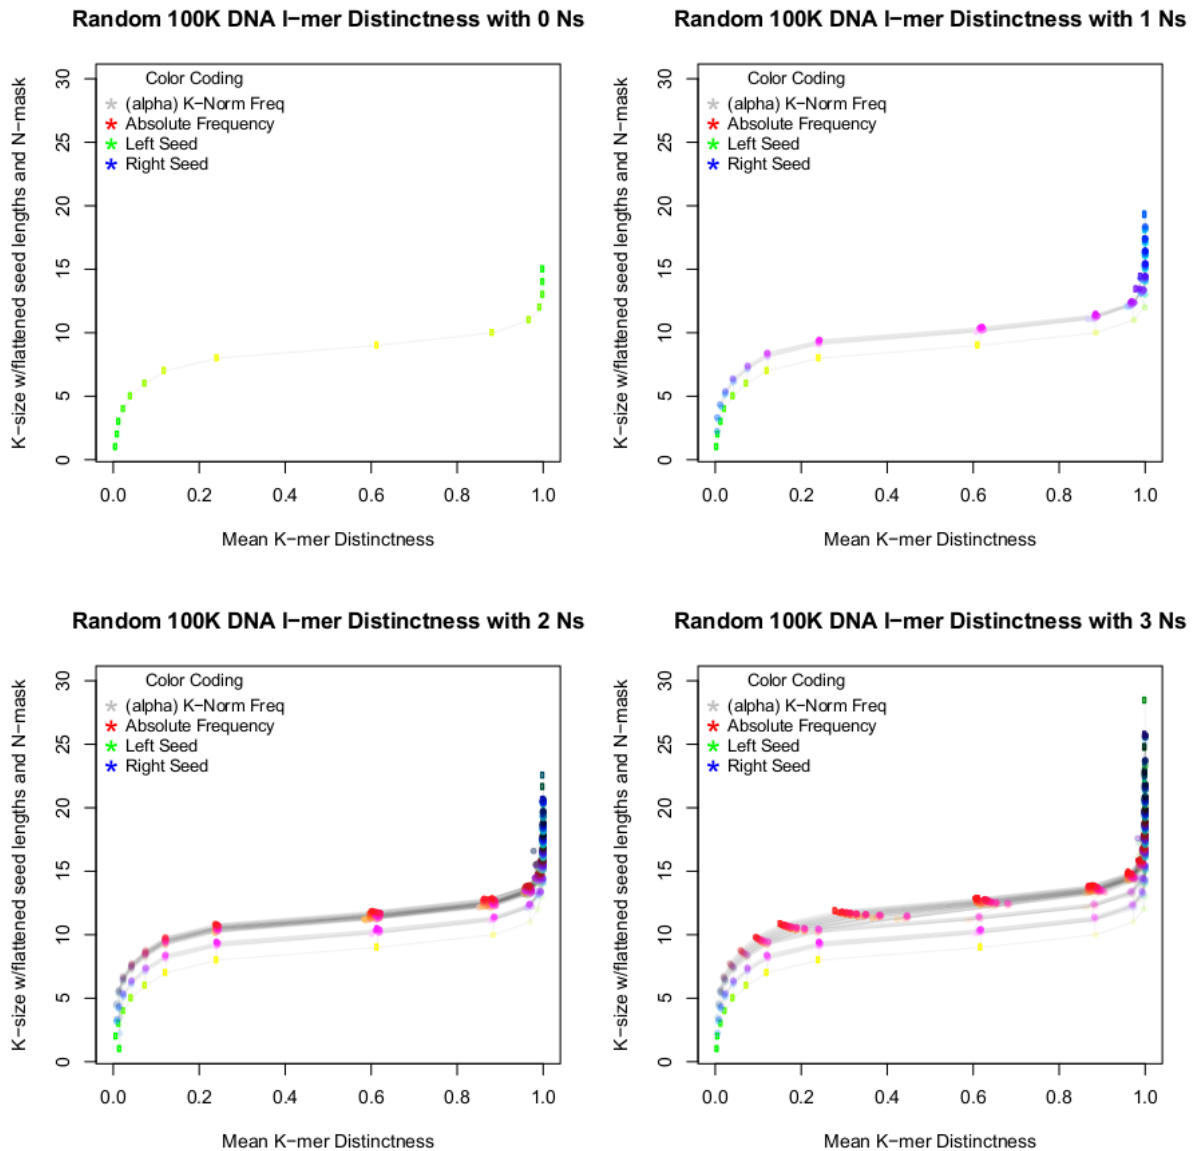 Random 100K DNA I−mer Distinctness with 0 Ns
K−size w/flattened seed lengths and N−mask
30
25
20
15
10
5
0
Color Coding
(alpha) K−Norm Freq
Absolute Frequency
Left Seed
Right Seed
0.0 0.2 0.4 0.6 0.8 1.0
Mean K−mer Distinctness
Random 100K DNA I−mer Distinctness with 1 Ns
K−size w/flattened seed lengths and N−mask
30
25
20
15
10
5
0
Color Coding
(alpha) K−Norm Freq
Absolute Frequency
Left Seed
Right Seed
0.0 0.2 0.4 0.6 0.8 1.0
Mean K−mer Distinctness
Random 100K DNA I−mer Distinctness with 2 Ns
K−size w/flattened seed lengths and N−mask
30
25
20
15
10
5
0
Color Coding
(alpha) K−Norm Freq
Absolute Frequency
Left Seed
Right Seed
0.0 0.2 0.4 0.6 0.8 1.0
Mean K−mer Distinctness
Random 100K DNA I−mer Distinctness with 3 Ns
K−size w/flattened seed lengths and N−mask
30
25
20
15
10
5
0
Color Coding
(alpha) K−Norm Freq
Absolute Frequency
Left Seed
Right Seed
0.0 0.2 0.4 0.6 0.8 1.0
Mean K−mer Distinctness